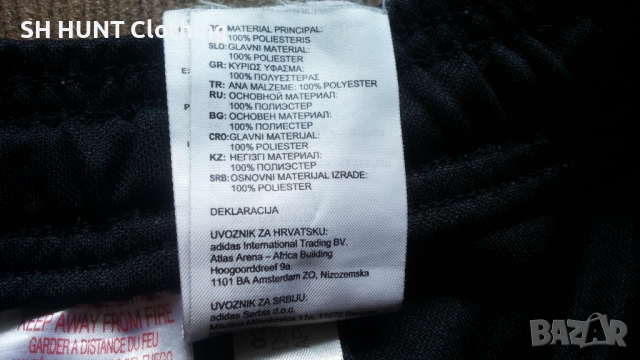 SH HUNT Clothing
MATERIAL PRINCIPAL:
100% POLIESTERIS
SLO: GLAVNI MATERIAL:
100% POLIESTER
GR: ΚΥΡΙΩΣ ΥΦΑΣΜΑ:
100% ΠΟΛΥΕΣΤΕΡΑΣ
TR: ANA MALZEME: 100% POLYESTER
RU: ОСНОВНОЙ МАТЕРИАЛ:
100% ПОЛИЭСТЕР
BG: ОСНОВЕН МАТЕРИАЛ:
100% ПОЛИЕСТЕР
CRO: GLAVNI MATERIJAL:
100% POLIESTER
KZ: НЕГІЗГІ МАТЕРИАЛ:
100% ПОЛИЭСТЕР
SRB: OSNOVNI MATERIJAL IZRADE:
100% POLIESTER
DEKLARACIJA
UVOZNIK ZA HRVATSKU:
adidas International Trading BV.
Atlas Arena – Africa Building
Hoogoorddreef 9a.
1101 BA Amsterdam ZO, Nizozemska
UVOZNIK ZA SRBIJU:
adidas Serbia d.o.o.
11a, 11070
KEEP AWAY FROM FIRE
GARDER A DISTANCE DU FEU
BAZAR